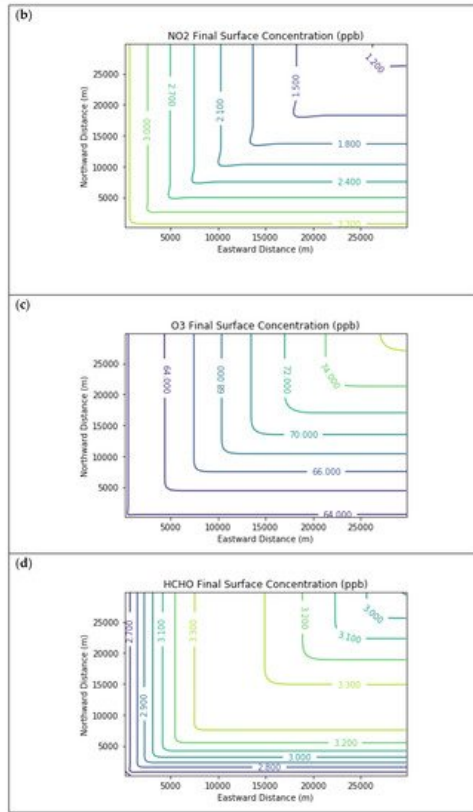 (b)
NO2 Final Surface Concentration (ppb)
25000
20000
15000
10000
5000
Northward Distance (m)
3.000
2.700
2.100
1.500
1.200
1.800
2.400
5000 10000 15000 20000 25000
Eastward Distance (m)
(c)
O3 Final Surface Concentration (ppb)
25000
20000
15000
10000
5000
Northward Distance (m)
64.000
68.000
72.000
74.000
70.000
66.000
64.000
5000 10000 15000 20000 25000
Eastward Distance (m)
(d)
HCHO Final Surface Concentration (ppb)
25000
20000
15000
10000
5000
Northward Distance (m)
2.700
2.900
3.100
3.300
3.200
3.000
3.100
3.300
3.200
3.000
2.800
5000 10000 15000 20000 25000
Eastward Distance (m)